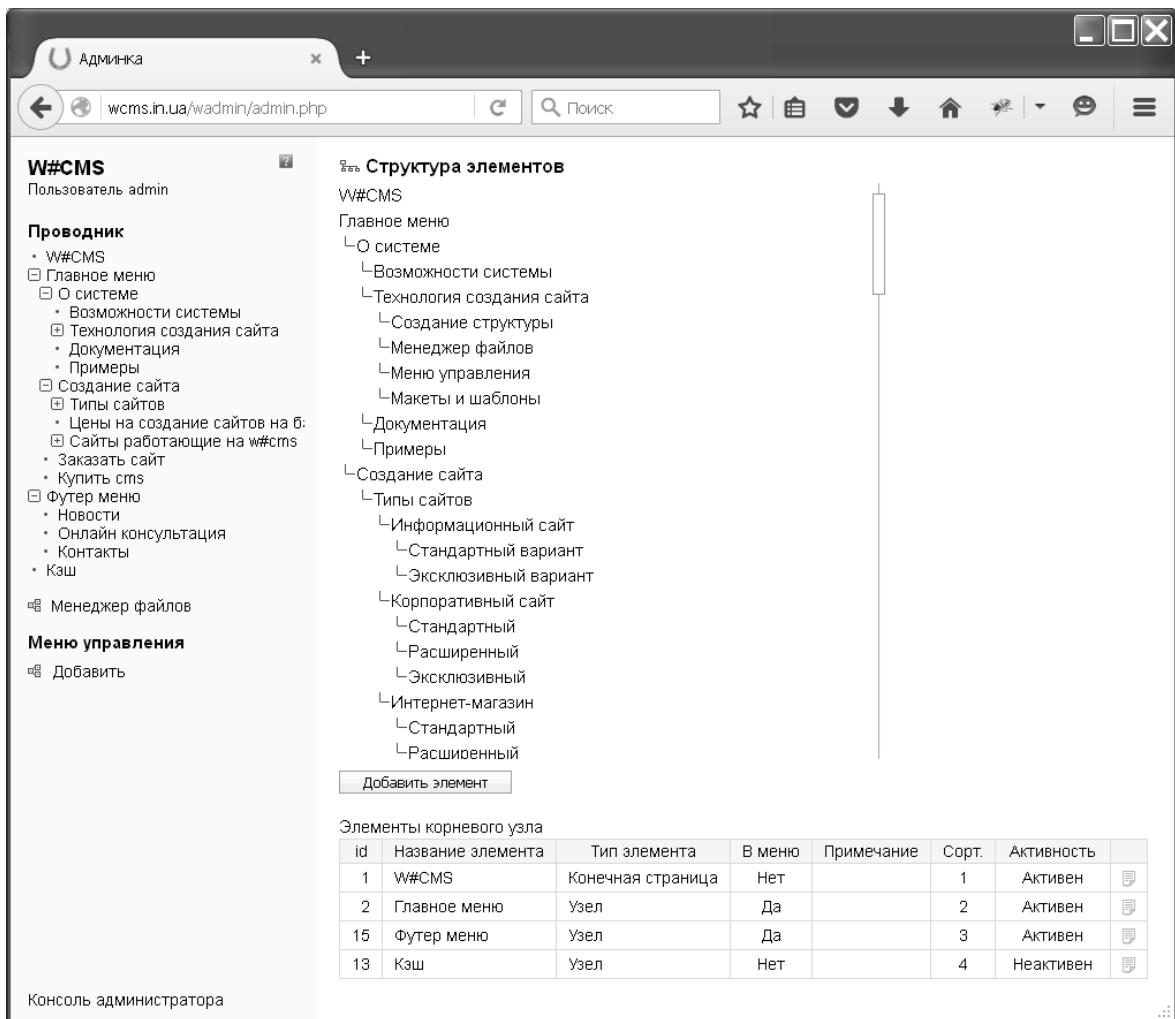 Админка
wcms.in.ua/wadmin/admin.php
Поиск
W#CMS
Пользователь admin
Проводник
W#CMS
Главное меню
О системе
Возможности системы
Технология создания сайта
Документация
Примеры
Создание сайта
Типы сайтов
Цены на создание сайтов на
Сайты работающие на w#cms
Заказать сайт
Купить cms
Футер меню
Новости
Онлайн консультация
Контакты
Кэш
Менеджер файлов
Меню управления
Добавить
Консоль администратора
Структура элементов
W#CMS
Главное меню
О системе
Возможности системы
Технология создания сайта
Создание структуры
Менеджер файлов
Меню управления
Макеты и шаблоны
Документация
Примеры
Создание сайта
Типы сайтов
Информационный сайт
Стандартный вариант
Эксклюзивный вариант
Корпоративный сайт
Стандартный
Расширенный
Эксклюзивный
Интернет-магазин
Стандартный
Расширенный
Добавить элемент
Элементы корневого узла
id Название элемента Тип элемента В меню Примечание Сорт. Активность
1 W#CMS Конечная страница Нет 1 Активен
2 Главное меню Узел Да 2 Активен
15 Футер меню Узел Да 3 Активен
13 Кэш Узел Нет 4 Неактивен